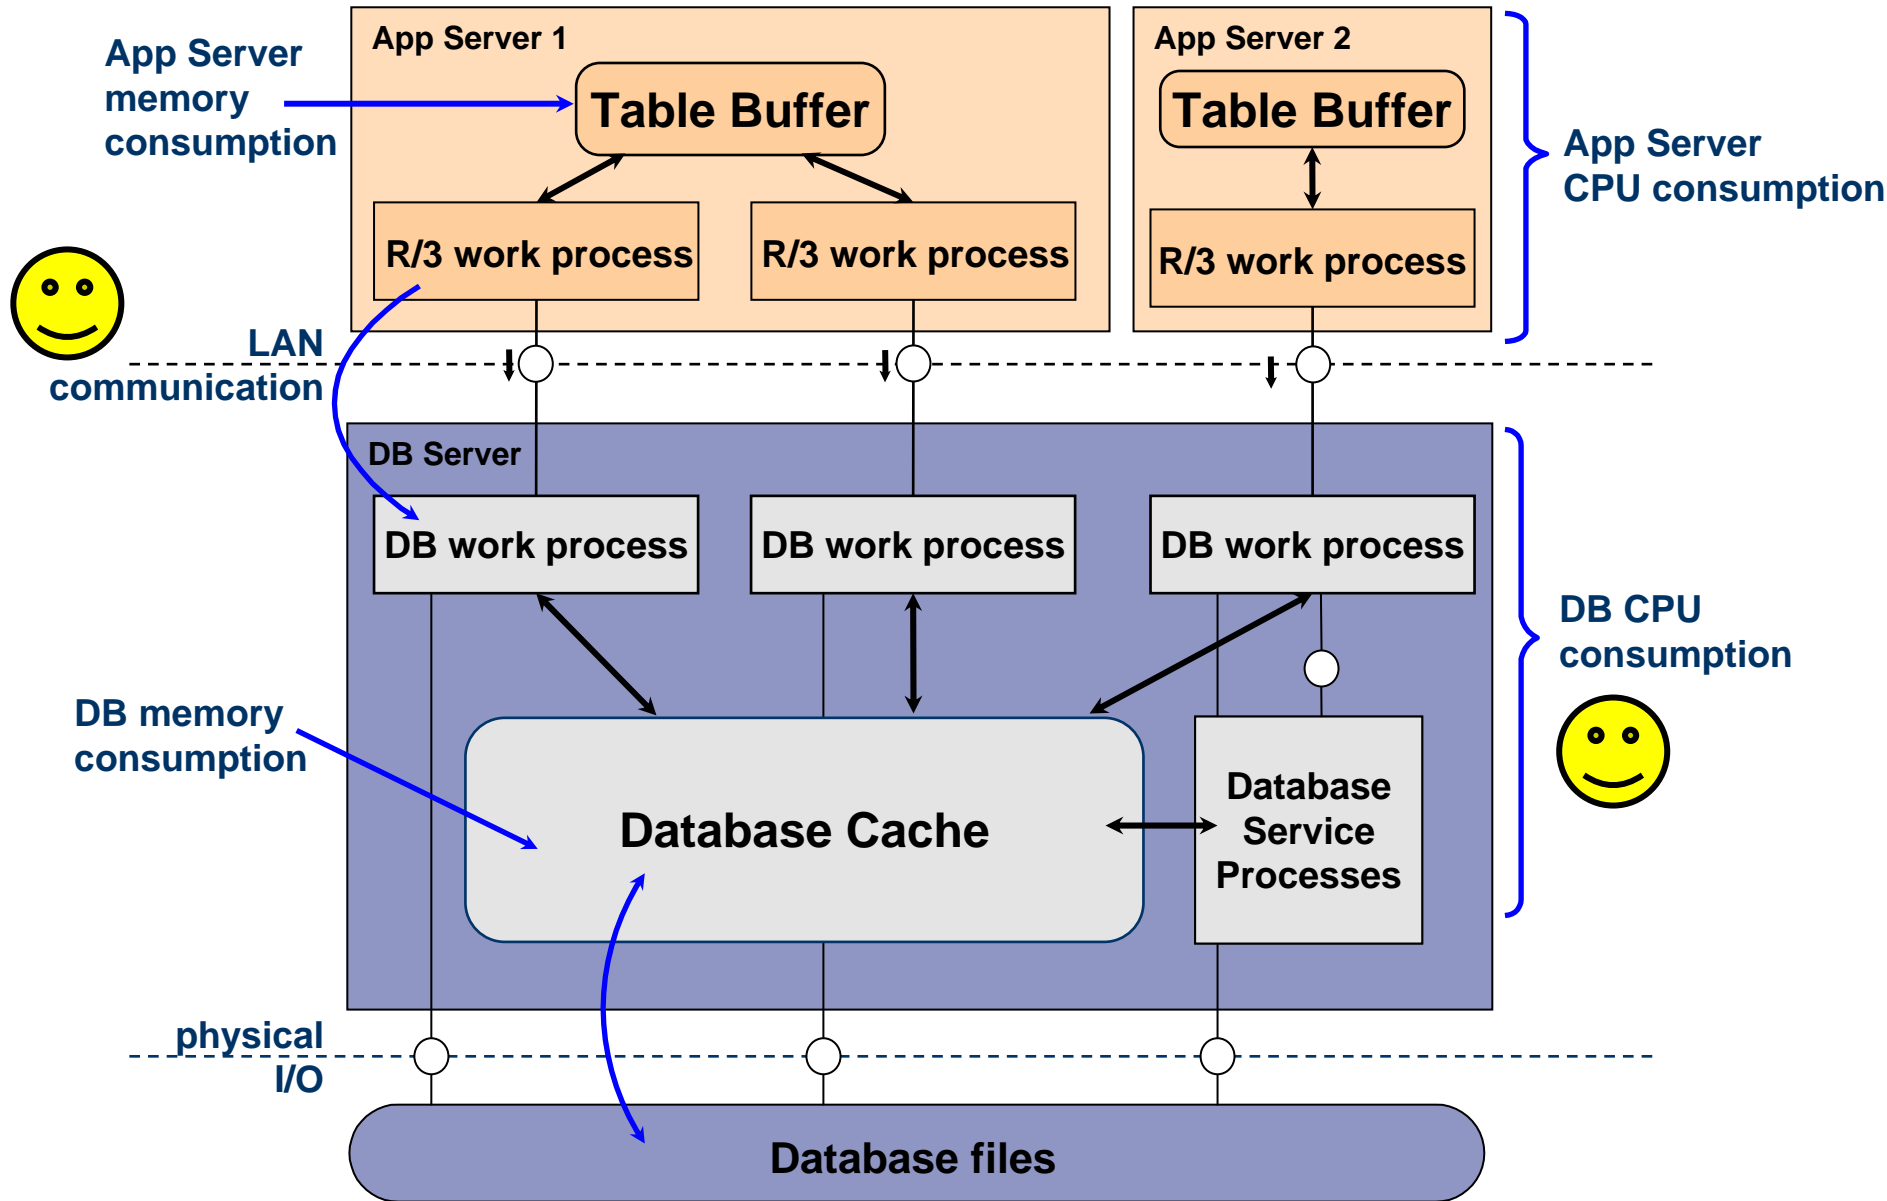 App Server 1
App Server 2
App Server
memory
consumption
Table Buffer
Table Buffer
App Server
CPU consumption
R/3 work process
R/3 work process
R/3 work process
LAN
communication
DB Server
DB work process
DB work process
DB work process
DB CPU
consumption
DB memory
consumption
Database Cache
Database
Service
Processes
physical
I/O
Database files